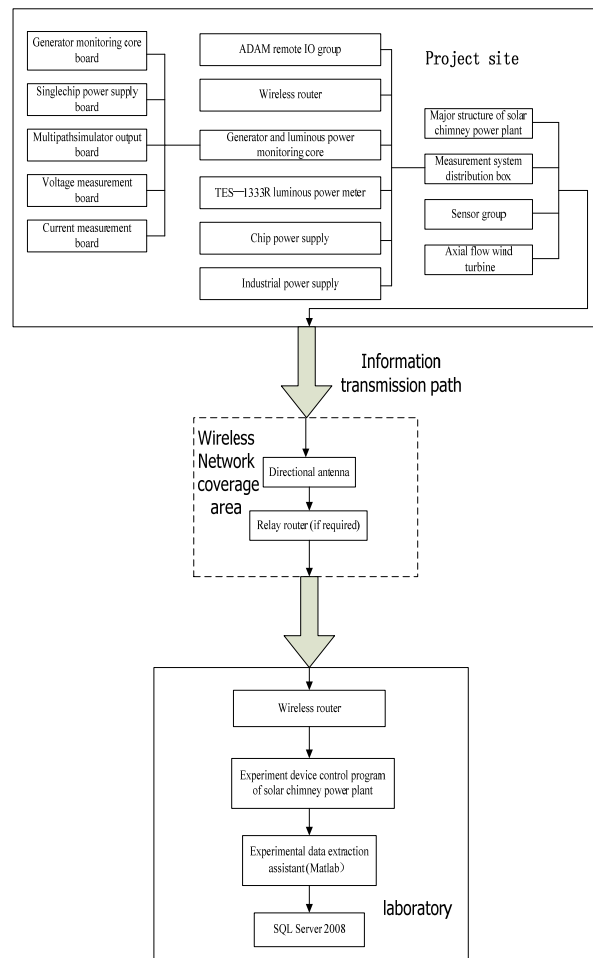 Project site
Generator monitoring core
board
Singlechip power supply
board
Multipathsimulator output
board
Voltage measurement
board
Current measurement
board
ADAM remote IO group
Wireless router
Generator and luminous power
monitoring core
TES—1333R luminous power meter
Chip power supply
Industrial power supply
Major structure of solar
chimney power plant
Measurement system
distribution box
Sensor group
Axial flow wind
turbine
Information
transmission path
Wireless
Network
coverage
area
Directional antenna
Relay router (if required)
Wireless router
Experiment device control program
of solar chimney power plant
Experimental data extraction
assistant (Matlab）
SQL Server 2008
laboratory